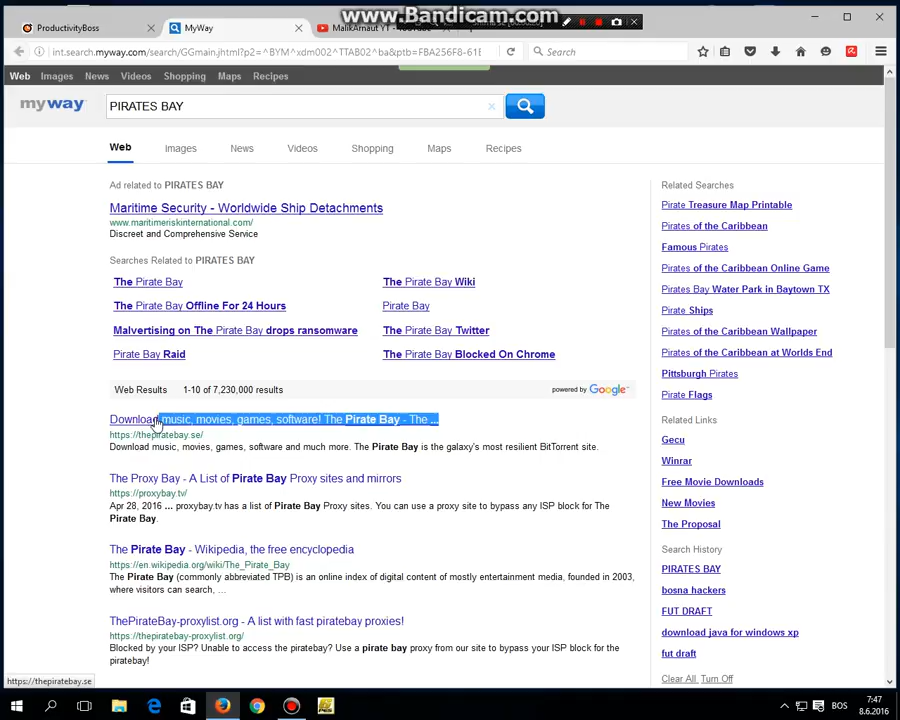 www.Bandicam.com
ProductivityBoss
MyWay
int.search.myway.com/search/GGmain.jhtml?p2=^BYM^xdm002^TTAB02^ba&ptb=FBA256F8-61E
Search
Web Images News Videos Shopping Maps Recipes
myway
PIRATES BAY
Web Images News Videos Shopping Maps Recipes
Ad related to PIRATES BAY
Maritime Security - Worldwide Ship Detachments
www.maritimeriskinternational.com/
Discreet and Comprehensive Service
Searches Related to PIRATES BAY
The Pirate Bay
The Pirate Bay Wiki
The Pirate Bay Offline For 24 Hours
Pirate Bay
Malvertising on The Pirate Bay drops ransomware
The Pirate Bay Twitter
Pirate Bay Raid
The Pirate Bay Blocked On Chrome
Web Results 1-10 of 7,230,000 results
powered by Google
Download music, movies, games, software! The Pirate Bay - The ...
https://thepiratebay.se/
Download music, movies, games, software and much more. The Pirate Bay is the galaxy's most resilient BitTorrent site.
The Proxy Bay - A List of Pirate Bay Proxy sites and mirrors
https://proxybay.tv/
Apr 28, 2016 ... proxybay.tv has a list of Pirate Bay Proxy sites. You can use a proxy site to bypass any ISP block for The
Pirate Bay.
The Pirate Bay - Wikipedia, the free encyclopedia
https://en.wikipedia.org/wiki/The_Pirate_Bay
The Pirate Bay (commonly abbreviated TPB) is an online index of digital content of mostly entertainment media, founded in 2003,
where visitors can search, ...
ThePirateBay-proxylist.org - A list with fast piratebay proxies!
https://thepiratebay-proxylist.org/
Blocked by your ISP? Unable to access the piratebay? Use a pirate bay proxy from our site to bypass your ISP block for the
piratebay!
Related Searches
Pirate Treasure Map Printable
Pirates of the Caribbean
Famous Pirates
Pirates of the Caribbean Online Game
Pirates Bay Water Park in Baytown TX
Pirate Ships
Pirates of the Caribbean Wallpaper
Pirates of the Caribbean at Worlds End
Pittsburgh Pirates
Pirate Flags
Related Links
Gecu
Winrar
Free Movie Downloads
New Movies
The Proposal
Search History
PIRATES BAY
bosna hackers
FUT DRAFT
download java for windows xp
fut draft
Clear All Turn Off
https://thepiratebay.se
BOS
7:47
8.6.2016